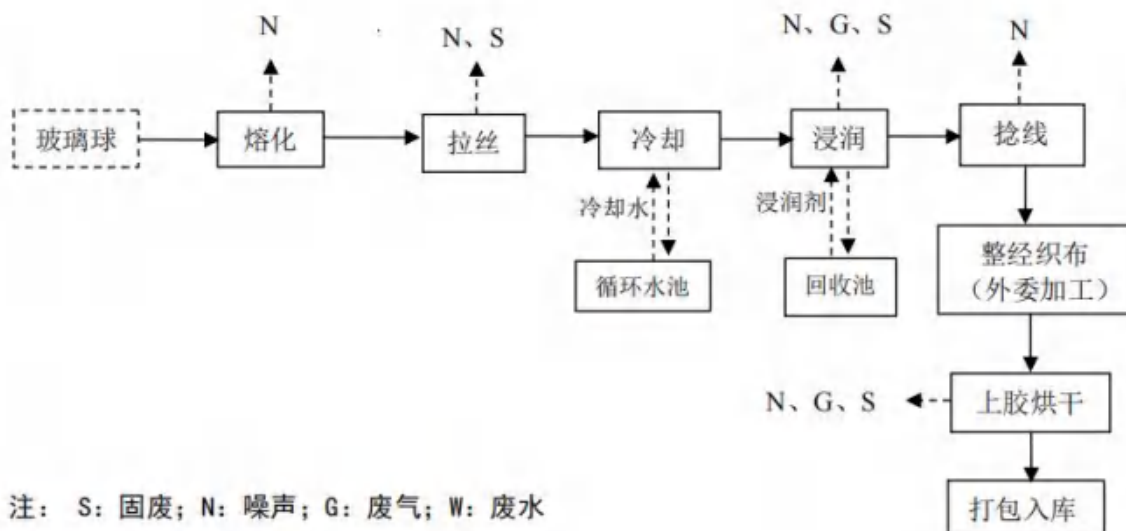 N
N、S
N、G、S
N
玻璃球
熔化
拉丝
冷却
浸润
捻线
冷却水
浸润剂
循环水池
回收池
整经织布
（外委加工）
N、G、S
上胶烘干
打包入库
注： S：固废；N：噪声；G：废气；W：废水